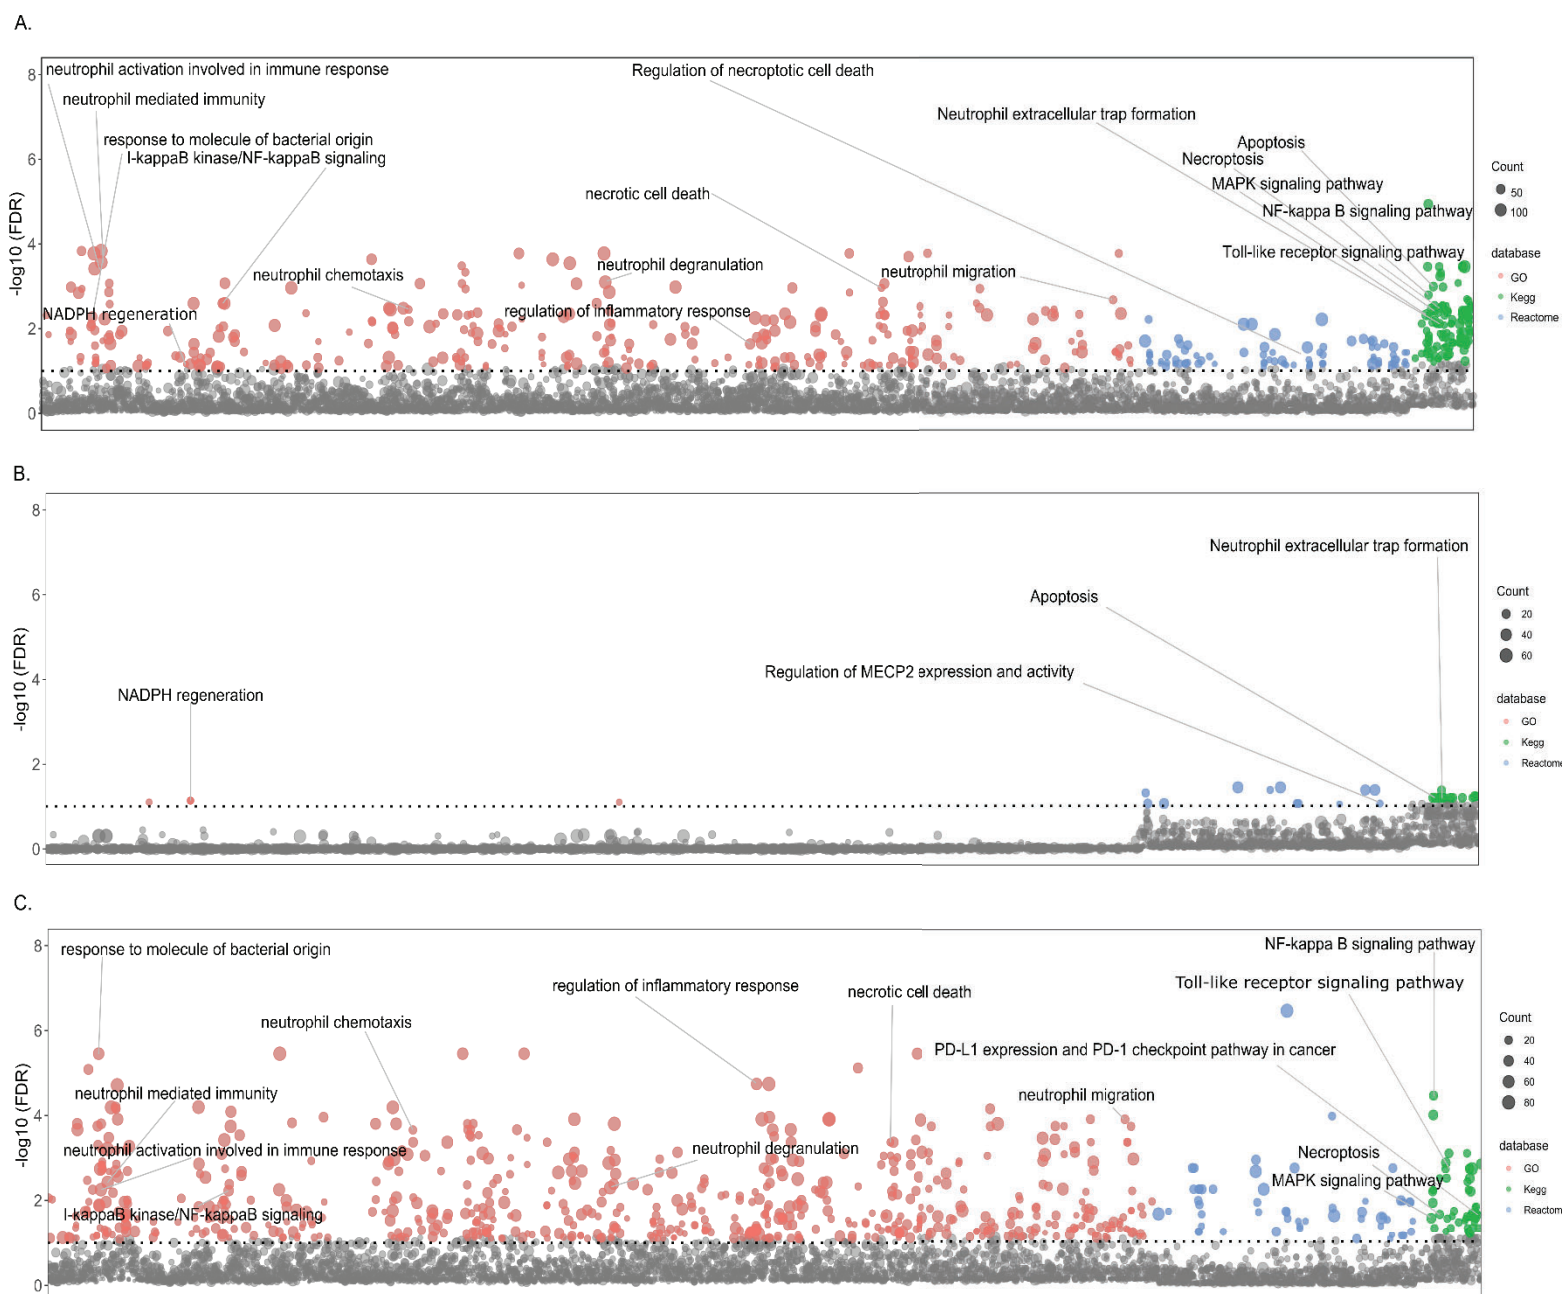 A.
neutrophil activation involved in immune response
Regulation of necroptotic cell death
8
neutrophil mediated immunity
Neutrophil extracellular trap formation
response to molecule of bacterial origin
Apoptosis
I-kappaB kinase/NF-kappaB signaling
Necroptosis
6
Count
MAPK signaling pathway
50
necrotic cell death
100
NF-kappa B signaling pathway
-log10 (FDR)
4
Toll-like receptor signaling pathway
database
neutrophil degranulation
neutrophil chemotaxis
neutrophil migration
GO
Kegg
NADPH regeneration
regulation of inflammatory response
Reactome
2
0
B.
8
Neutrophil extracellular trap formation
6
Apoptosis
Count
20
40
60
-log10 (FDR)
4
Regulation of MECP2 expression and activity
NADPH regeneration
database
GO
Kegg
Reactome
2
0
C.
8
response to molecule of bacterial origin
NF-kappa B signaling pathway
regulation of inflammatory response
Toll-like receptor signaling pathway
necrotic cell death
neutrophil chemotaxis
6
Count
20
40
60
80
PD-L1 expression and PD-1 checkpoint pathway in cancer
neutrophil mediated immunity
neutrophil migration
-log10 (FDR)
4
neutrophil activation involved in immune response
neutrophil degranulation
Necroptosis
MAPK signaling pathway
database
GO
Kegg
Reactome
2
I-kappaB kinase/NF-kappaB signaling
0